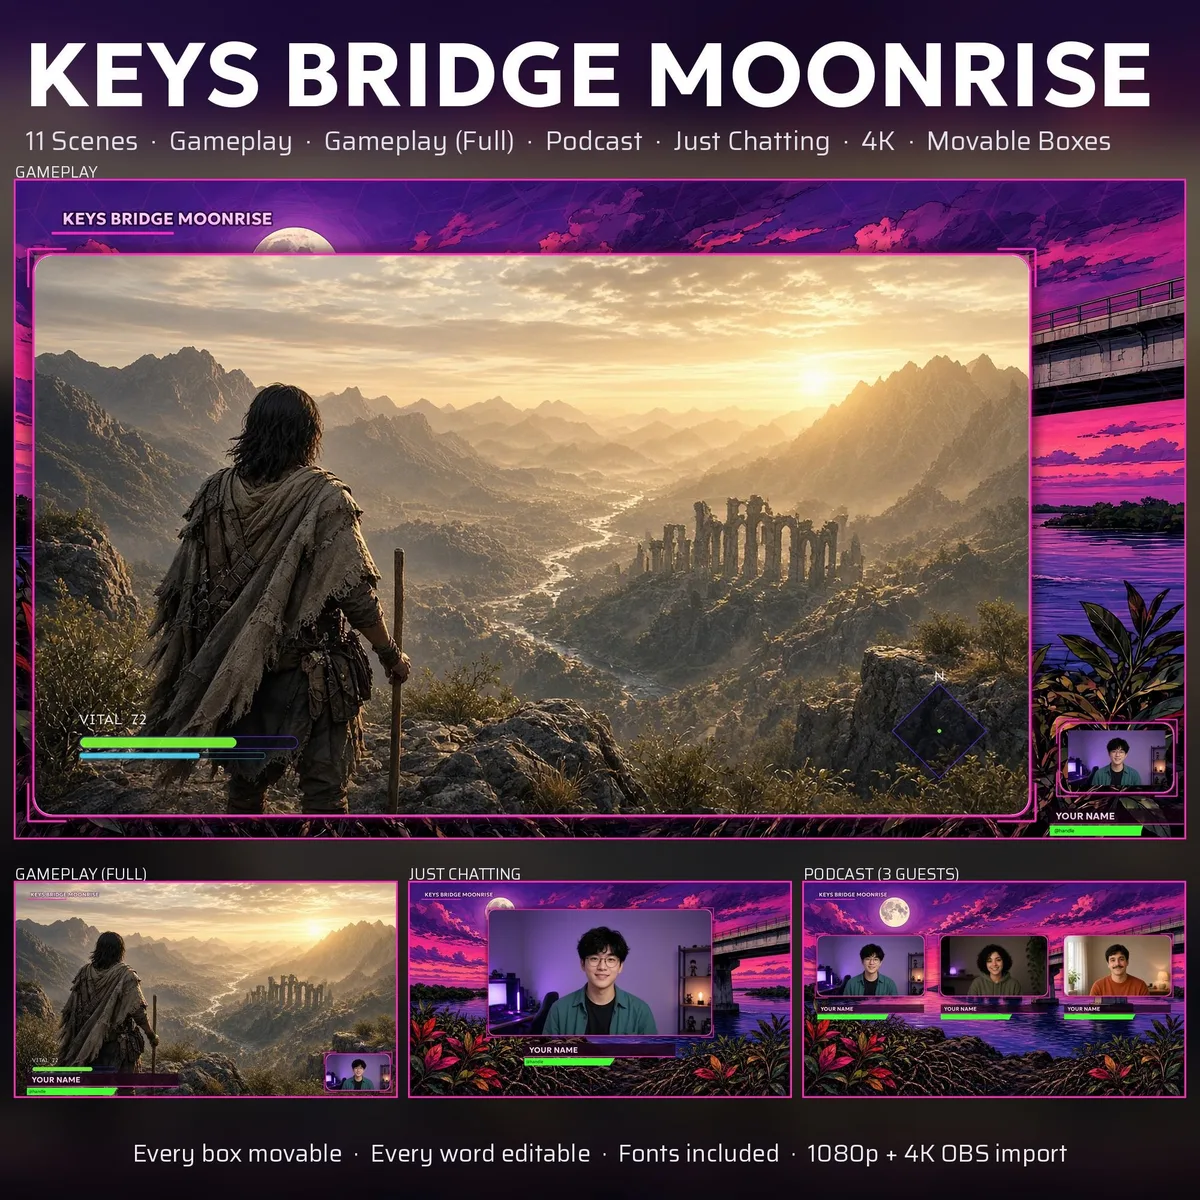 KEYS BRIDGE MOONRISE
11 Scenes · Gameplay · Gameplay (Full) · Podcast · Just Chatting · 4K · Movable Boxes
GAMEPLAY
KEYS BRIDGE MOONRISE
N
VITAL 72
YOUR NAME
@handle
GAMEPLAY (FULL)
JUST CHATTING
PODCAST (3 GUESTS)
KEYS BRIDGE MOONRISE
KEYS BRIDGE MOONRISE
KEYS BRIDGE MOONRISE
VITAL 72
YOUR NAME
@handle
YOUR NAME
@handle
YOUR NAME
YOUR NAME
YOUR NAME
Every box movable · Every word editable · Fonts included · 1080p + 4K OBS import